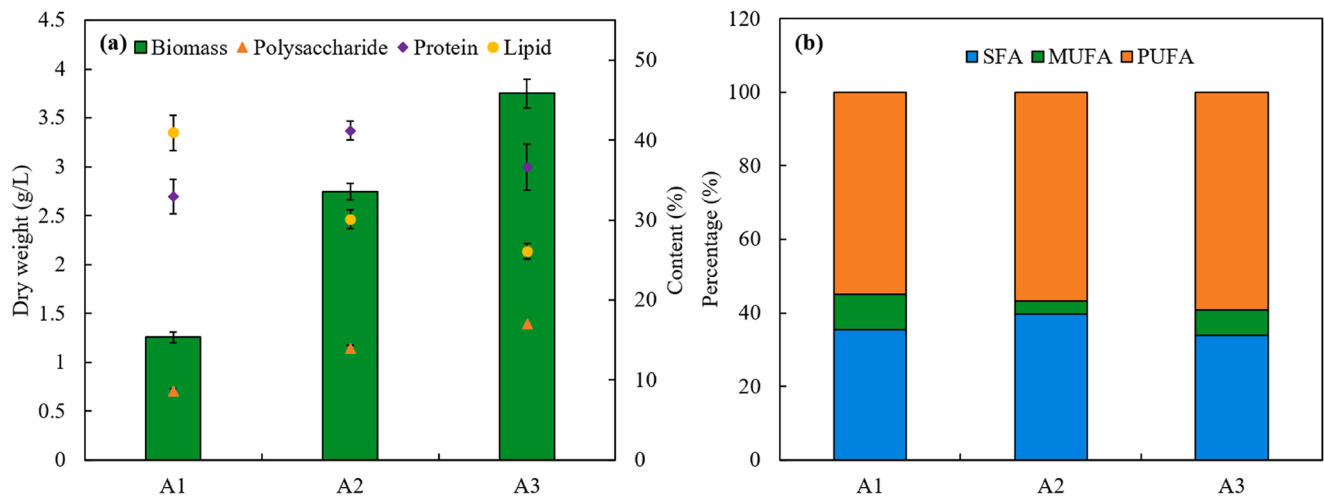 (a) Biomass Polysaccharide Protein Lipid
Dry weight (g/L)
4.5
4
3.5
3
2.5
2
1.5
1
0.5
0
A1 A2 A3
50
40
30
20
10
0
Content (%)
(b)
SFA MUFA PUFA
Percentage (%)
120
100
80
60
40
20
0
A1 A2 A3